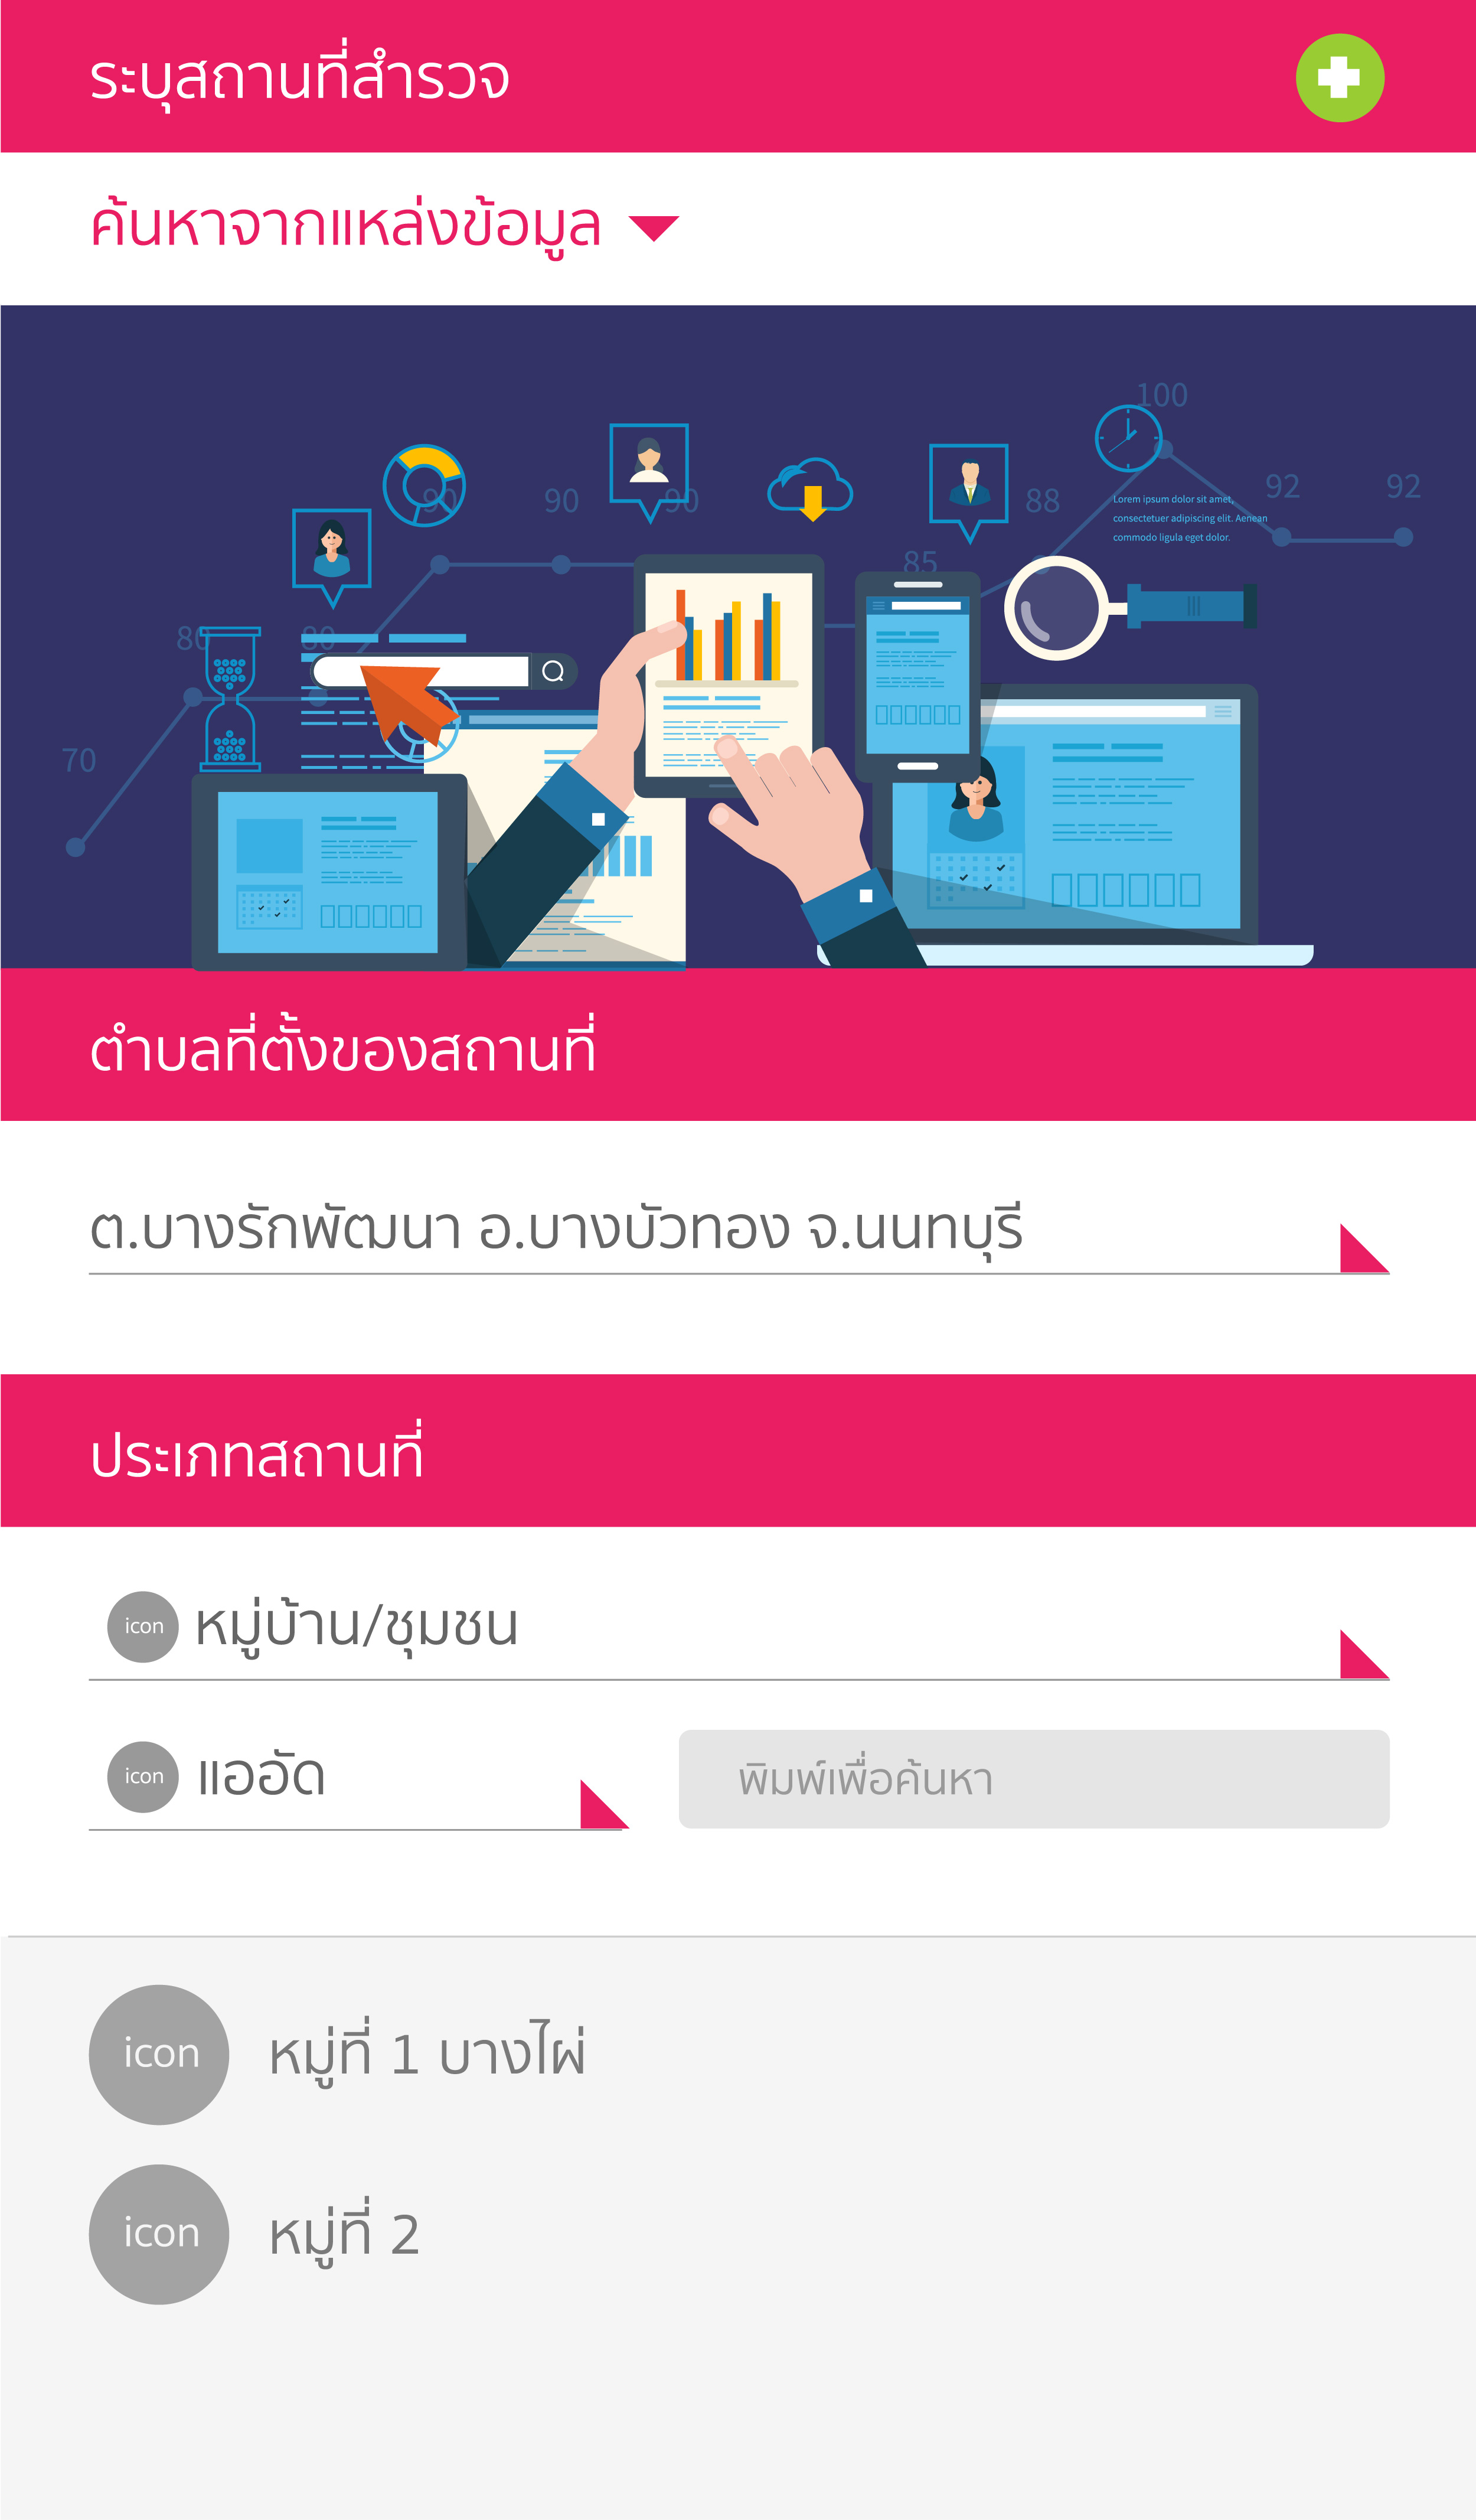 ระบุสถานที่สำรวจ
ค้นหาจากแหล่งข้อมูล
100
90
90
90
88
92
92
Lorem ipsum dolor sit amet,
consectetuer adipiscing elit. Aenean
commodo ligula eget dolor.
85
80
80
70
ตำบลที่ตั้งของสถานที่
ต.บางรักพัฒนา อ.บางบัวทอง จ.นนทบุรี
ประเภทสถานที่
icon หมู่บ้าน/ชุมชน
icon แออัด
พิมพ์เพื่อค้นหา
icon หมู่ที่ 1 บางไผ่
icon หมู่ที่ 2